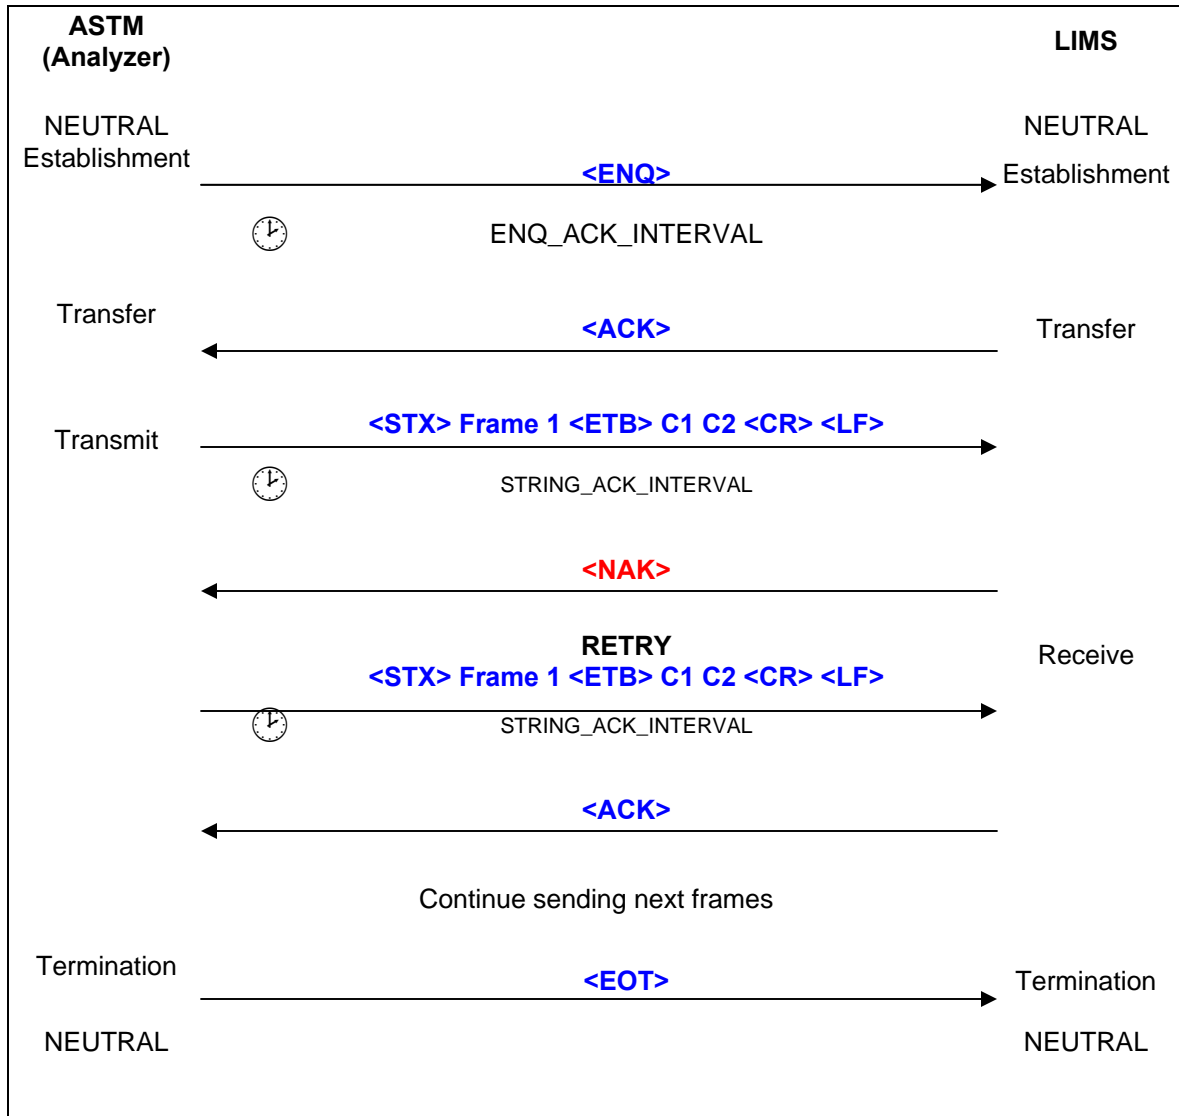 ASTM
(Analyzer)
LIMS
NEUTRAL
Establishment
NEUTRAL
<ENQ>
Establishment
ENQ_ACK_INTERVAL
Transfer
<ACK>
Transfer
<STX> Frame 1 <ETB> C1 C2 <CR> <LF>
Transmit
STRING_ACK_INTERVAL
<NAK>
RETRY
Receive
<STX> Frame 1 <ETB> C1 C2 <CR> <LF>
STRING_ACK_INTERVAL
<ACK>
Continue sending next frames
Termination
<EOT>
Termination
NEUTRAL
NEUTRAL